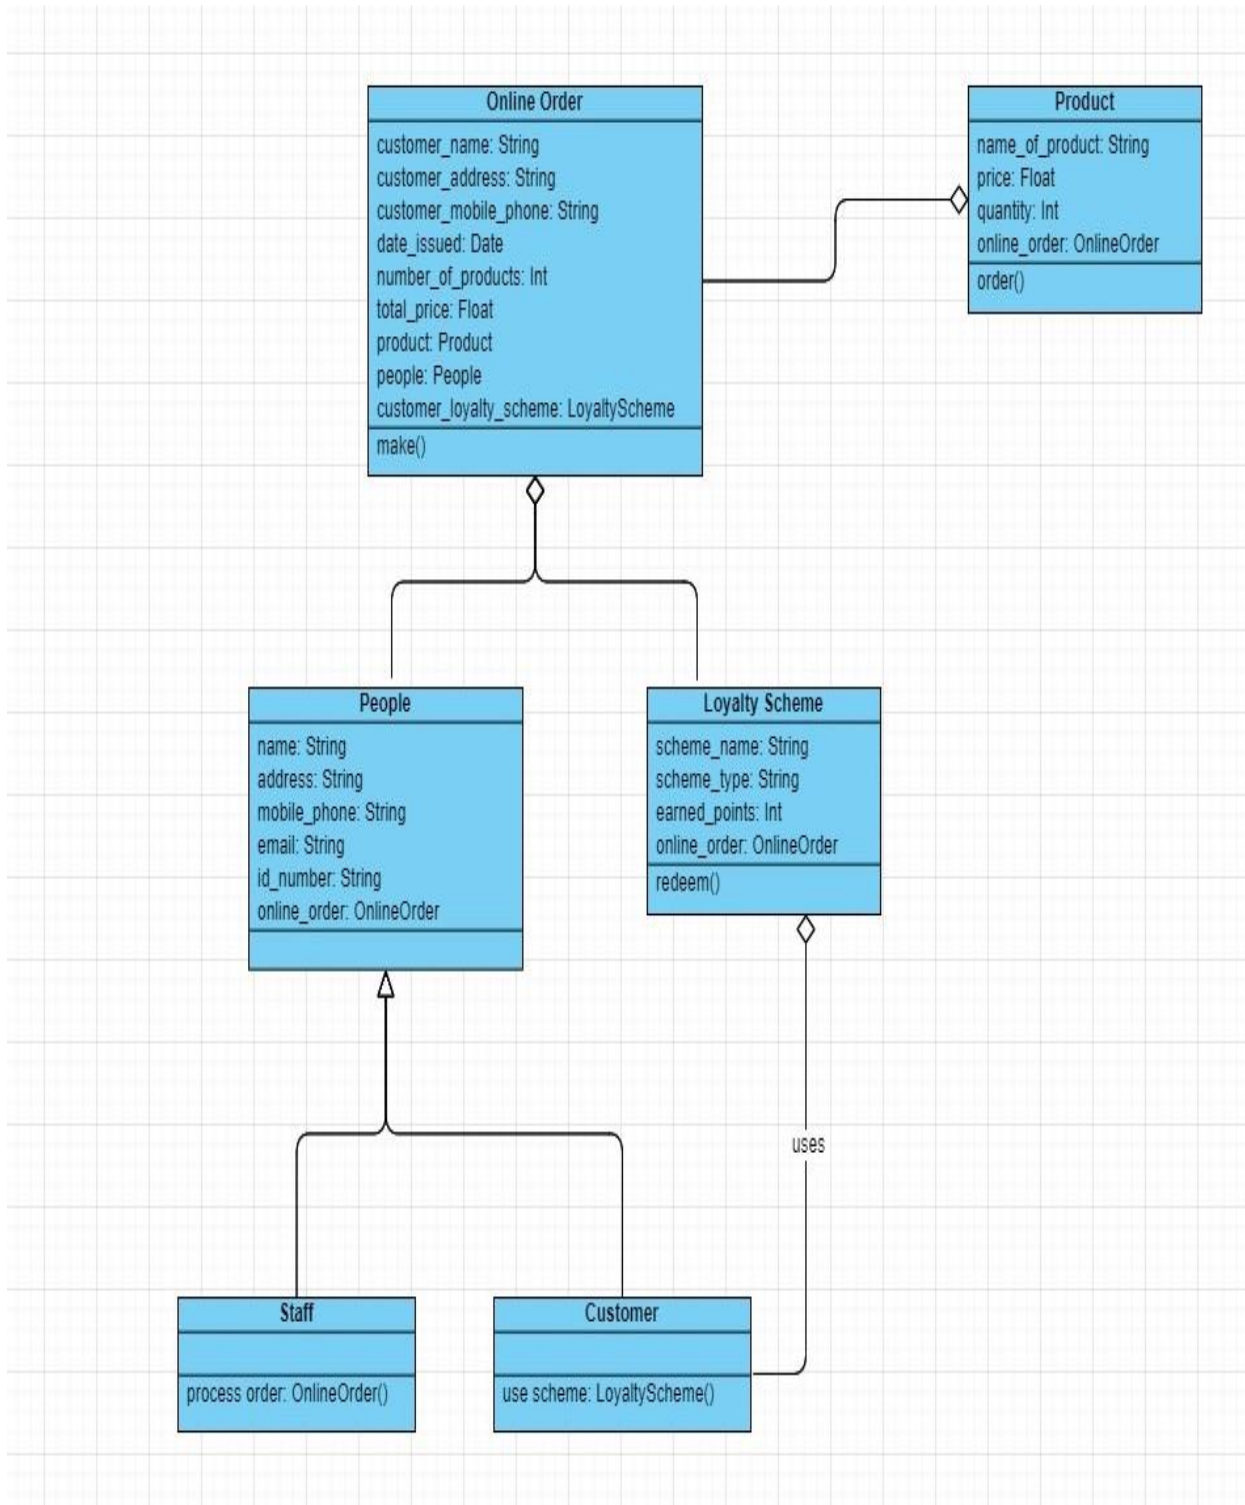 Online Order
customer_name: String
customer_address: String
customer_mobile_phone: String
date_issued: Date
number_of_products: Int
total_price: Float
product: Product
people: People
customer_loyalty_scheme: LoyaltyScheme
make()
Product
name_of_product: String
price: Float
quantity: Int
online_order: OnlineOrder
order()
People
name: String
address: String
mobile_phone: String
email: String
id_number: String
online_order: OnlineOrder
Loyalty Scheme
scheme_name: String
scheme_type: String
earned_points: Int
online_order: OnlineOrder
redeem()
uses
Staff
process order: OnlineOrder()
Customer
use scheme: LoyaltyScheme()